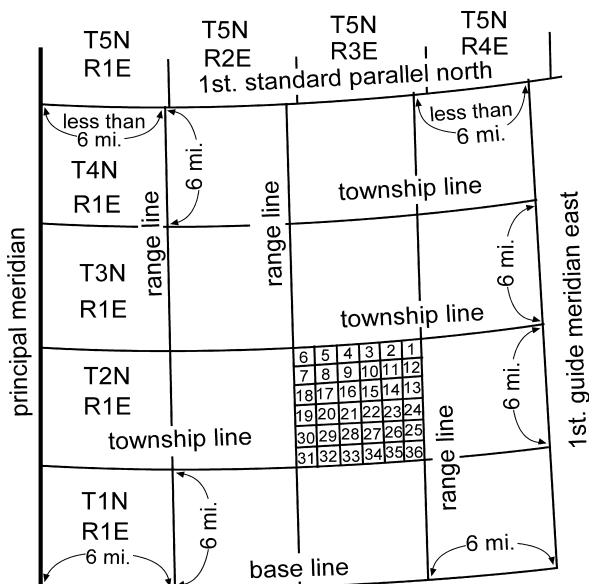 T5N
R1E
T5N
R2E
T5N
R3E
T5N
R4E
1st. standard parallel north
less than
6 mi.
less than
6 mi.
6 mi.
T4N
R1E
range line
range line
township line
principal meridian
1st. guide meridian east
T3N
R1E
6 mi.
township line
6 5 4 3 2 1
7 8 9 10 11 12
18 17 16 15 14 13
19 20 21 22 23 24
30 29 28 27 26 25
31 32 33 34 35 36
T2N
R1E
6 mi.
township line
range line
T1N
R1E
6 mi.
6 mi.
6 mi.
base line